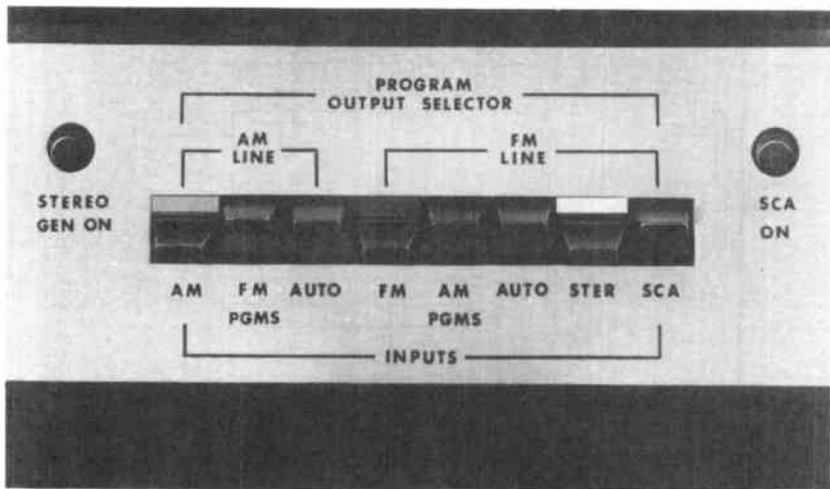 PROGRAM
OUTPUT SELECTOR
AM
LINE
FM
LINE
STEREO
GEN ON
SCA
ON
AM
FM
PGMS
AUTO
FM
AM
PGMS
AUTO
STER
SCA
INPUTS